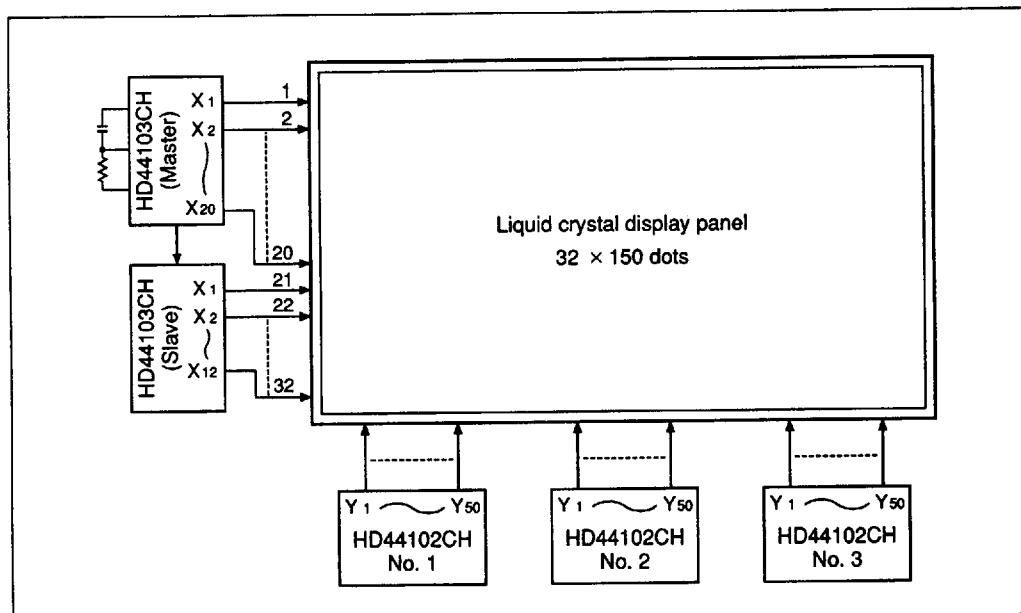 HD44103CH
(Master)
X1
X2
X20
1
2
20
HD44103CH
(Slave)
X1
X2
X12
21
22
32
Liquid crystal display panel
32 × 150 dots
Y1 Y50
HD44102CH
No. 1
Y1 Y50
HD44102CH
No. 2
Y1 Y50
HD44102CH
No. 3